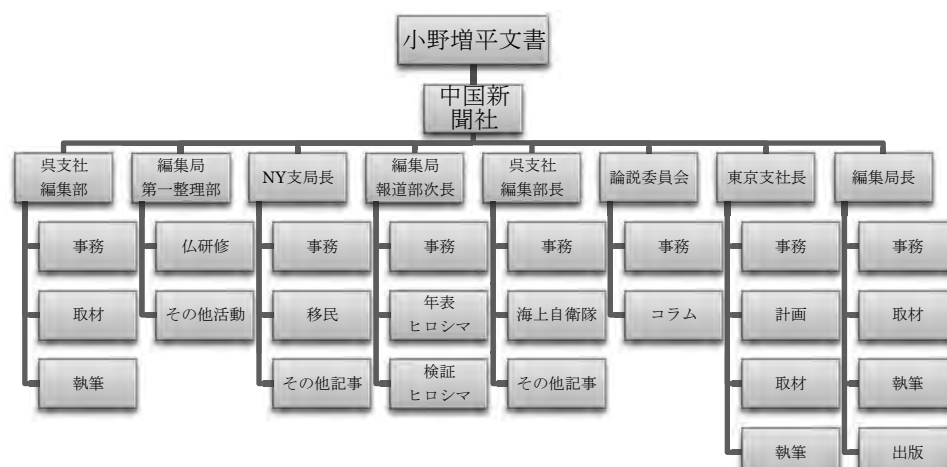 小野増平文書
中国新
聞社
呉支社
編集部
編集局
第一整理部
NY支局長
編集局
報道部次長
呉支社
編集部長
論説委員会
東京支社長
編集局長
事務
仏研修
事務
事務
事務
事務
事務
事務
取材
その他活動
移民
年表
ヒロシマ
海上自衛隊
コラム
計画
取材
執筆
その他記事
検証
ヒロシマ
その他記事
取材
執筆
執筆
出版